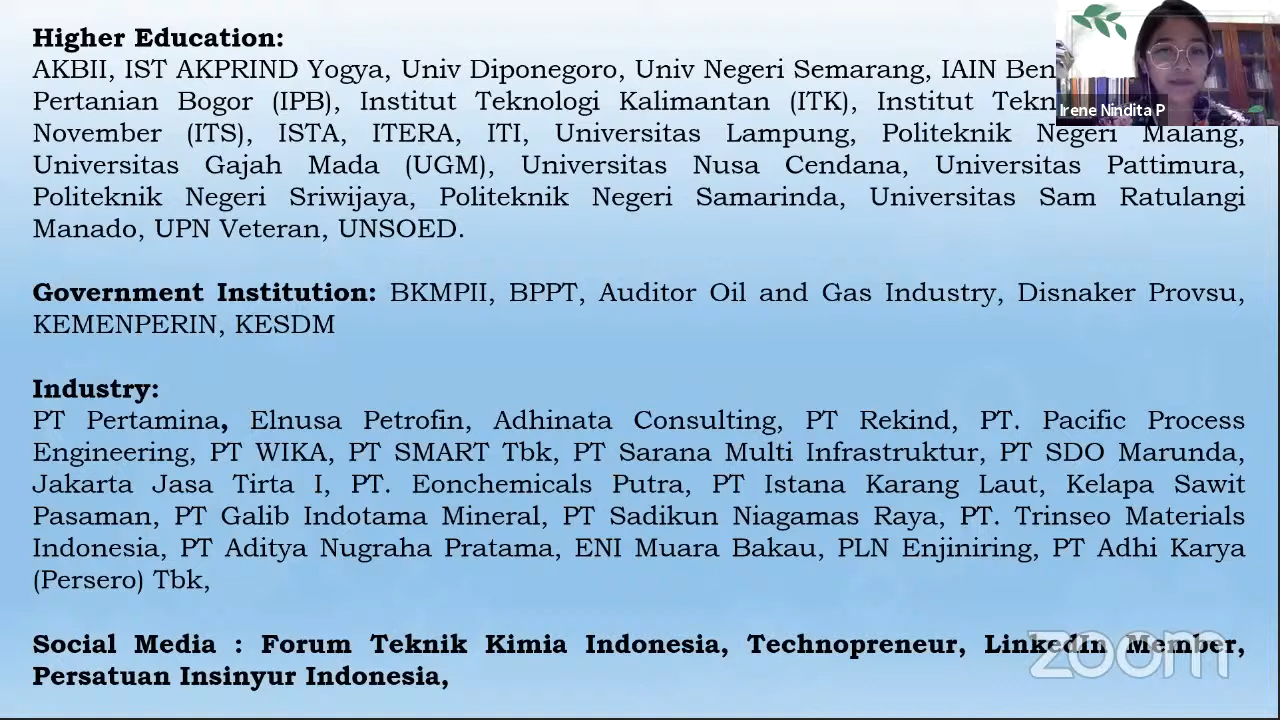 Higher Education:
AKBII, IST AKPRIND Yogya, Univ Diponegoro, Univ Negeri Semarang, IAIN
Pertanian Bogor (IPB), Institut Teknologi Kalimantan (ITK), Institut
Irene Nindita P
November (ITS), ISTA, ITERA, ITI, Universitas Lampung, Politeknik Negeri Malang,
Universitas Gajah Mada (UGM), Universitas Nusa Cendana, Universitas Pattimura,
Politeknik Negeri Sriwijaya, Politeknik Negeri Samarinda, Universitas Sam Ratulangi
Manado, UPN Veteran, UNSOED.
Government Institution: BKMPII, BPPT, Auditor Oil and Gas Industry, Disnaker Provsu,
KEMENPERIN, KESDM
Industry:
PT Pertamina, Elnusa Petrofin, Adhinata Consulting, PT Rekind, PT. Pacific Process
Engineering, PT WIKA, PT SMART Tbk, PT Sarana Multi Infrastruktur, PT SDO Marunda,
Jakarta Jasa Tirta I, PT. Eonchemicals Putra, PT Istana Karang Laut, Kelapa Sawit
Pasaman, PT Galib Indotama Mineral, PT Sadikun Niagamas Raya, PT. Trinseo Materials
Indonesia, PT Aditya Nugraha Pratama, ENI Muara Bakau, PLN Enjiniring, PT Adhi Karya
(Persero) Tbk,
Social Media : Forum Teknik Kimia Indonesia, Technopreneur, LinkedIn Member,
Persatuan Insinyur Indonesia,
zoom